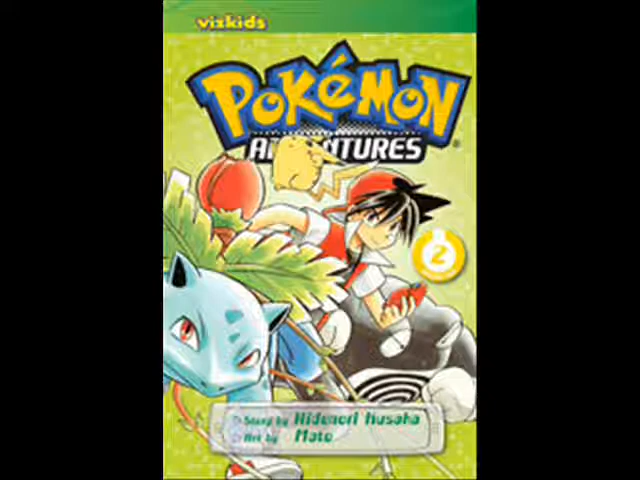 vizkids
POKéMON
ADVENTURES
2
Story by Hidenori Kusaka
Art by Mato